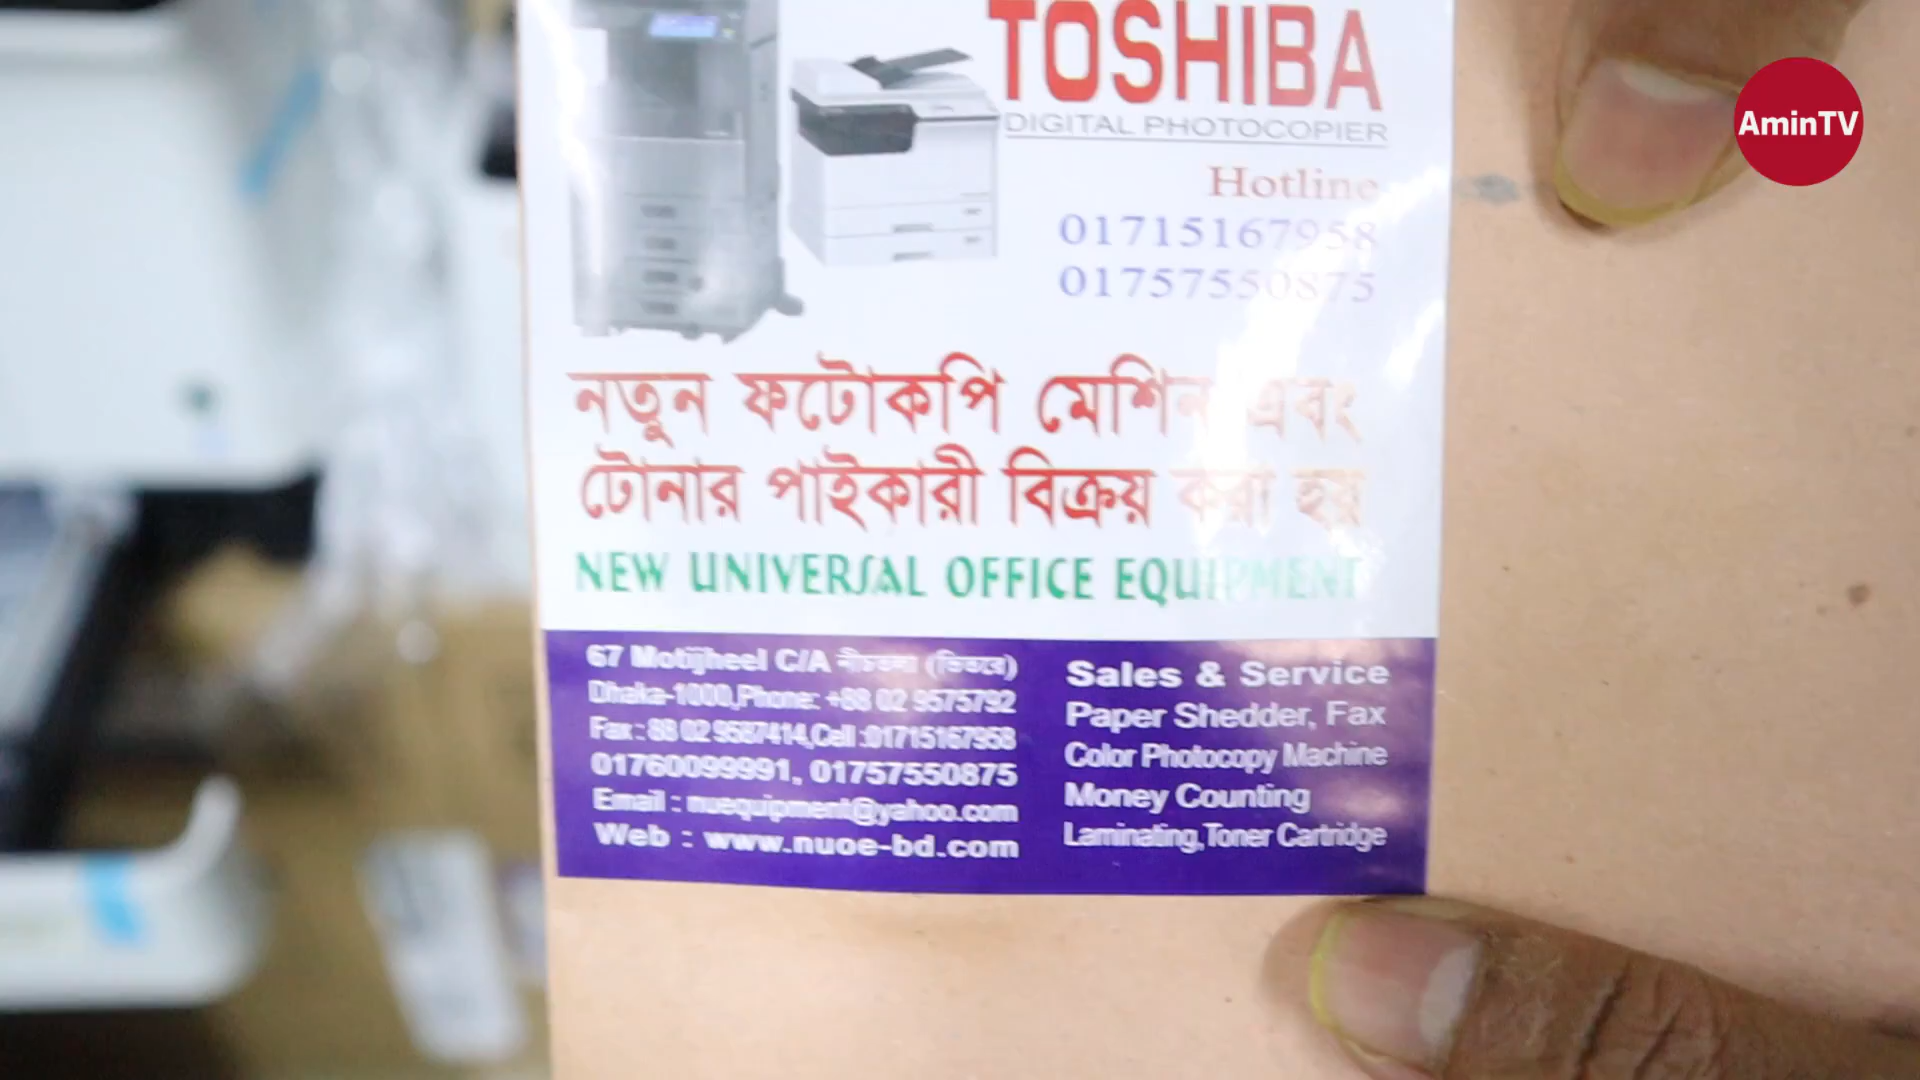 TOSHIBA
DIGITAL PHOTOCOPIER
AminTV
Hotline
01715167958
01757550875
নতুন ফটোকপি মেশিন এবং
টোনার পাইকারী বিক্রয় করা হয়
NEW UNIVERSAL OFFICE EQUIPMENT
67 Motijheel C/A নীচতলা (ভিতরে)
Dhaka-1000,Phone: +88 02 9575792
Fax : 88 02 9587414,Cell :01715167958
01760099991, 01757550875
Email : nuequipment@yahoo.com
Web : www.nuoe-bd.com
Sales & Service
Paper Shedder, Fax
Color Photocopy Machine
Money Counting
Laminating,Toner Cartridge